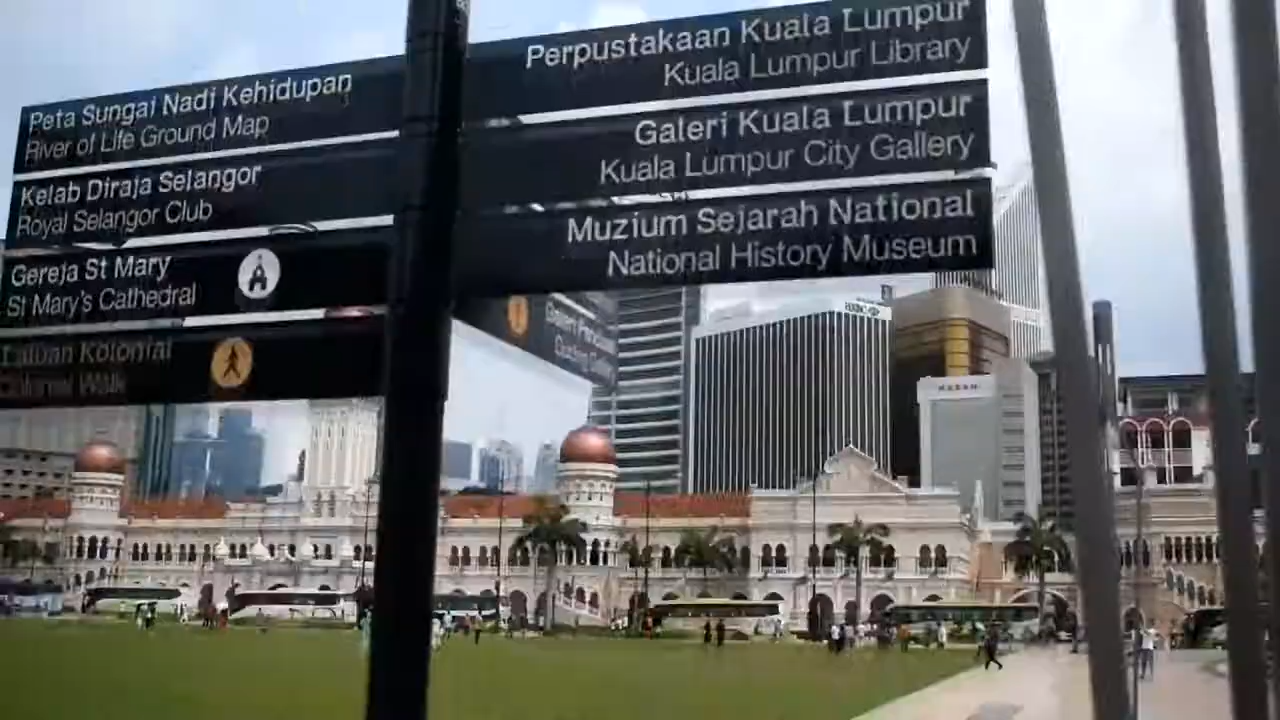 Peta Sungai Nadi Kehidupan
River of Life Ground Map
Kelab Diraja Selangor
Royal Selangor Club
Gereja St Mary
St Mary's Cathedral
Laluan Kolonial
Colonial Walk
Perpustakaan Kuala Lumpur
Kuala Lumpur Library
Galeri Kuala Lumpur
Kuala Lumpur City Gallery
Muzium Sejarah National
National History Museum
HSBC